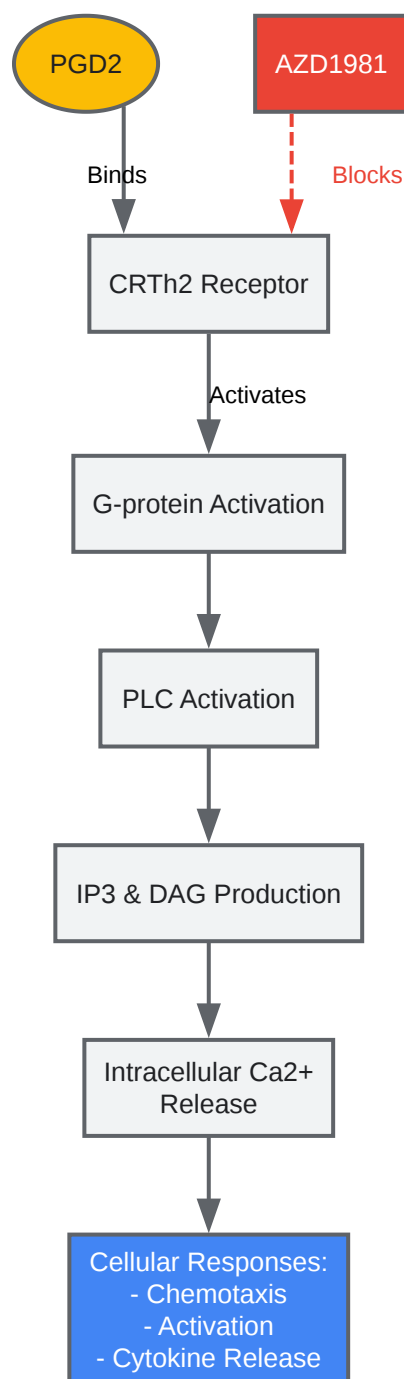 PGD2
AZD1981
Binds
Blocks
CRTh2 Receptor
Activates
G-protein Activation
PLC Activation
IP3 & DAG Production
Intracellular Ca2+
Release
Cellular Responses:
- Chemotaxis
- Activation
- Cytokine Release